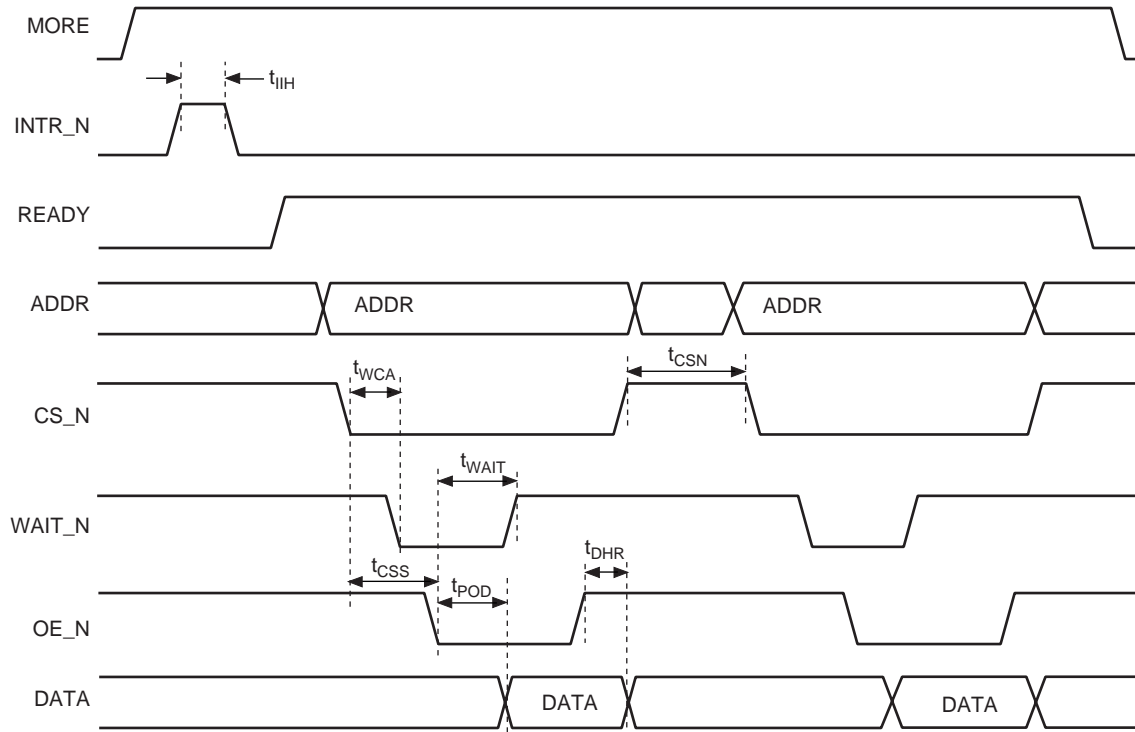 MORE
t_IIH
INTR_N
READY
ADDR
ADDR
ADDR
t_WCA
t_CSN
CS_N
t_WAIT
WAIT_N
t_DHR
t_CSS
t_POD
OE_N
DATA
DATA
DATA